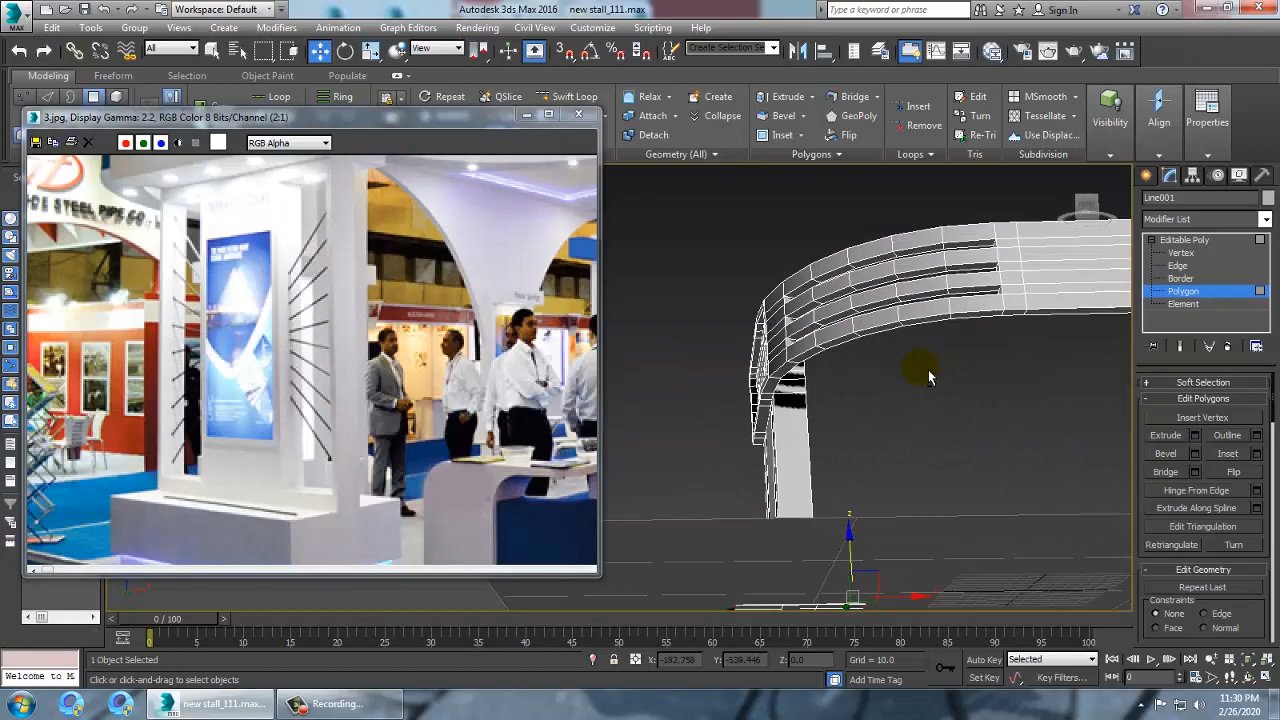 Workspace: Default
Autodesk 3ds Max 2016 new stall_111.max
Type a keyword or phrase
Sign In
MAX
Edit Tools Group Views Create Modifiers Animation Graph Editors Rendering Civil View Customize Scripting Help
All
View
Create Selection Se
Modeling Freeform Selection Object Paint Populate
Loop Ring Repeat QSlice Swift Loop
Relax Create
Attach Collapse
Detach
Geometry (All)
Extrude Bridge
Bevel GeoPoly
Inset Flip
Polygons
Insert
Remove
Loops
Edit
Turn
Re-Tri
Tris
MSmooth
Tessellate
Use Displac...
Subdivision
Visibility
Align
Properties
3.jpg, Display Gamma: 2.2, RGB Color 8 Bits/Channel (2:1)
RGB Alpha
STEEL PIPE CO
Line001
Modifier List
Editable Poly
Vertex
Edge
Border
Polygon
Element
Soft Selection
Edit Polygons
Insert Vertex
Extrude Outline
Bevel Inset
Bridge Flip
Hinge From Edge
Extrude Along Spline
Edit Triangulation
Retriangulate Turn
Edit Geometry
Repeat Last
Constraints
None Edge
Face Normal
z
0 / 100
0 5 10 15 20 25 30 35 40 45 50 55 60 65 70 75 80 85 90 95 100
1 Object Selected
X: -182.758 Y: -539.446 Z: 0.0 Grid = 10.0
Auto Key Selected
Welcome to M
Click or click-and-drag to select objects
Add Time Tag
Set Key Key Filters... 0
new stall_111.max...
Recording...
11:30 PM
2/26/2020